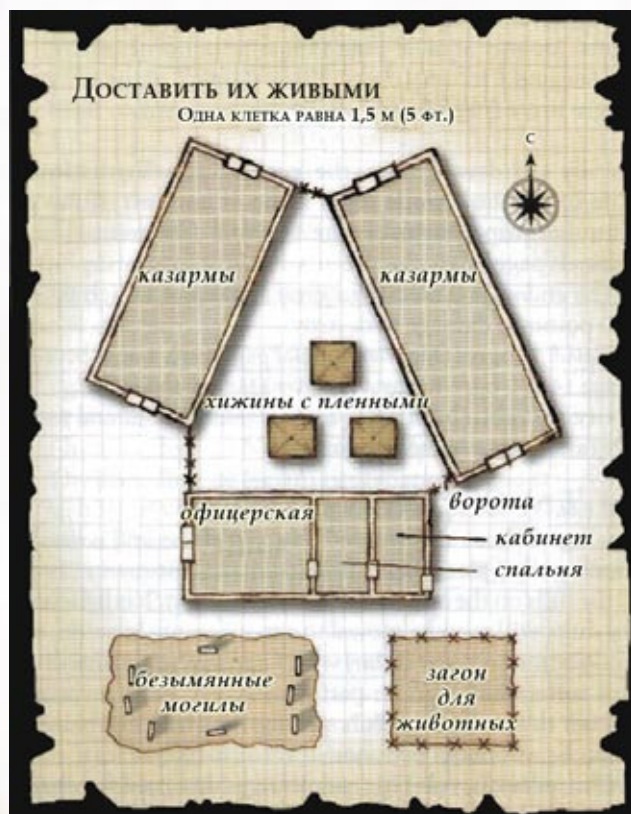 Доставить их живыми
Одна клетка равна 1,5 м (5 фт.)
С
казармы
казармы
хижины с пленными
офицерская
ворота
кабинет
спальня
безымянные
могилы
загон
для
животных